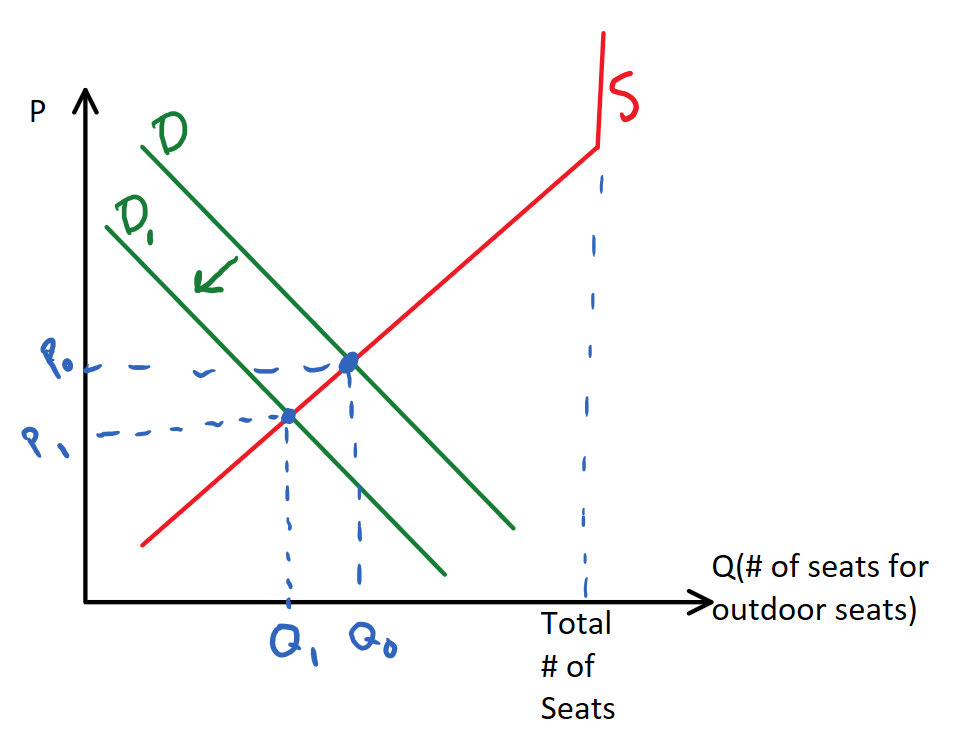 S
P
D
D₁
P₀
P₁
Q(# of seats for
outdoor seats)
Total
# of
Seats
Q₁
Q₀